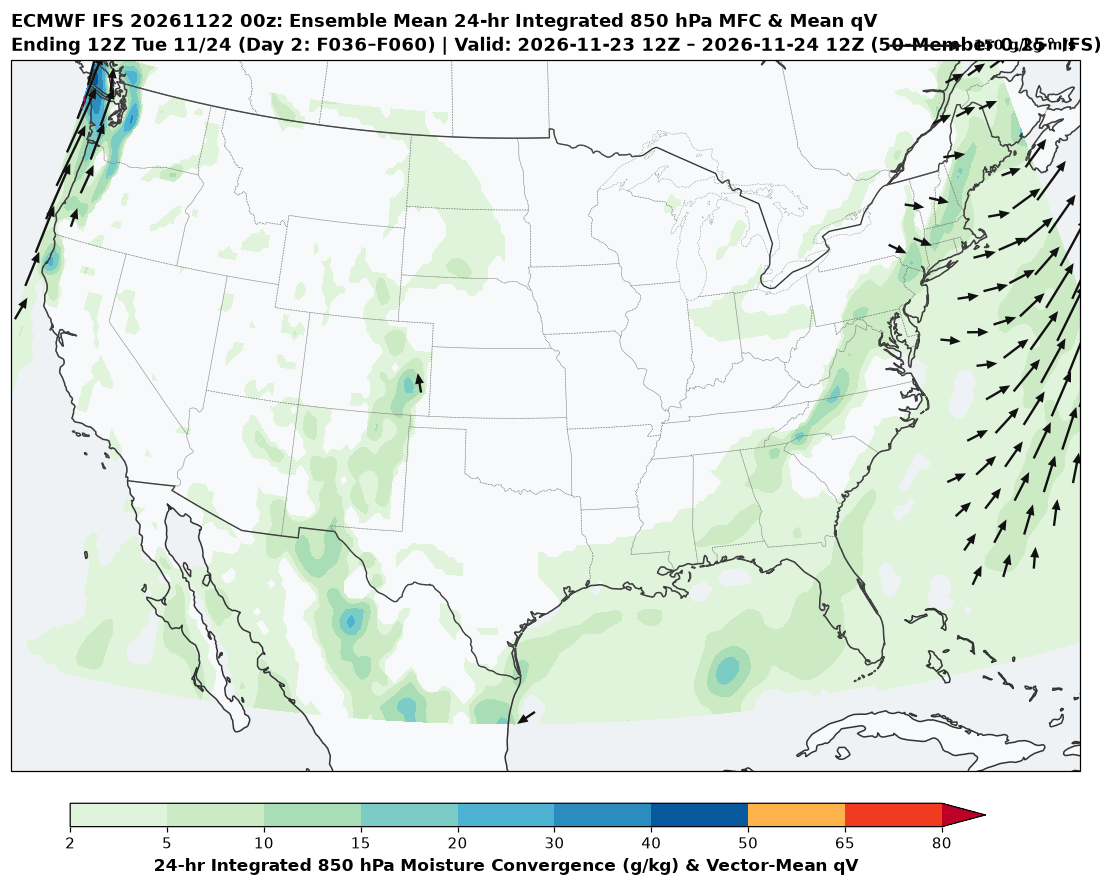 ECMWF IFS 20261122 00z: Ensemble Mean 24-hr Integrated 850 hPa MFC & Mean qV
Ending 12Z Tue 11/24 (Day 2: F036–F060) | Valid: 2026-11-23 12Z – 2026-11-24 12Z (50-Member 0.25° IFS)
150 g/kg·m/s
2 5 10 15 20 30 40 50 65 80
24-hr Integrated 850 hPa Moisture Convergence (g/kg) & Vector-Mean qV